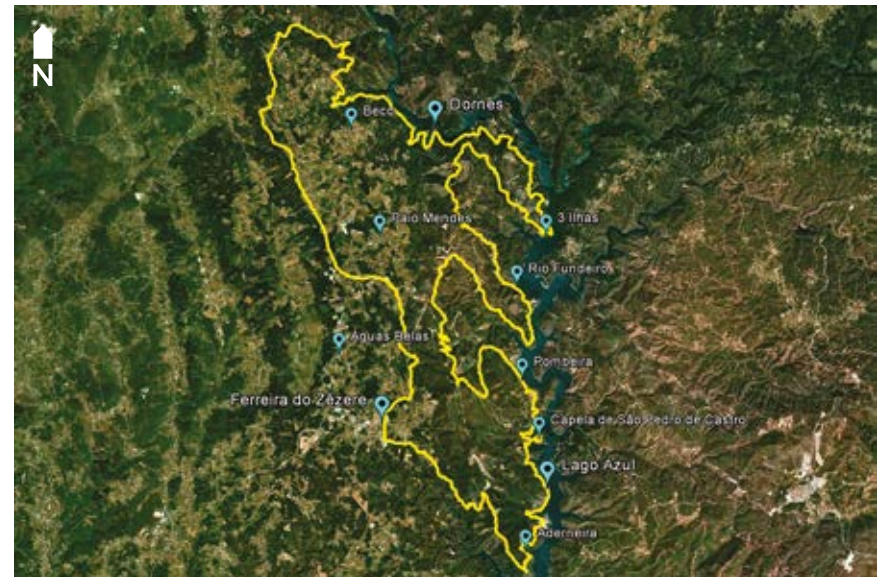 N
Dornes
Beco
Paio Mendes
3 Ilhas
Rio Fundeiro
Águas Belas
Pombeira
Ferreira do Zêzere
Capela de São Pedro de Castro
Lago Azul
Aderneira